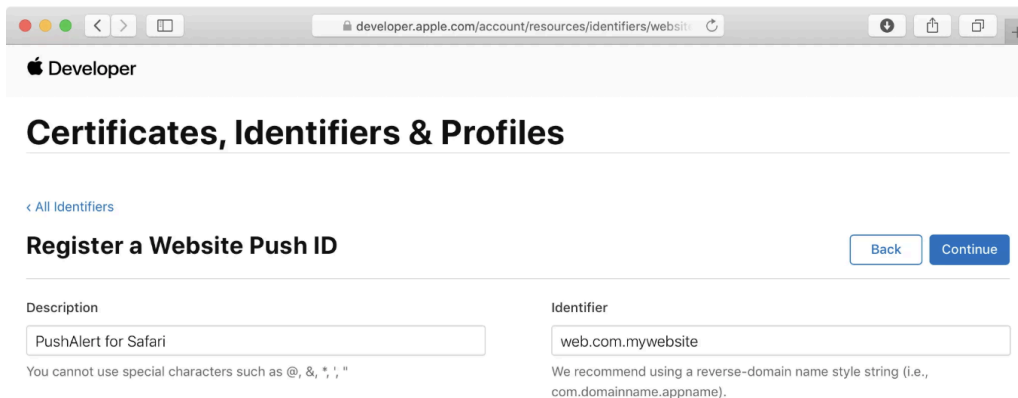 developer.apple.com/account/resources/identifiers/websit
Developer
Certificates, Identifiers & Profiles
‹ All Identifiers
Register a Website Push ID
Back
Continue
Description
Identifier
PushAlert for Safari
web.com.mywebsite
You cannot use special characters such as @, &, *, ', "
We recommend using a reverse-domain name style string (i.e.,
com.domainname.appname).